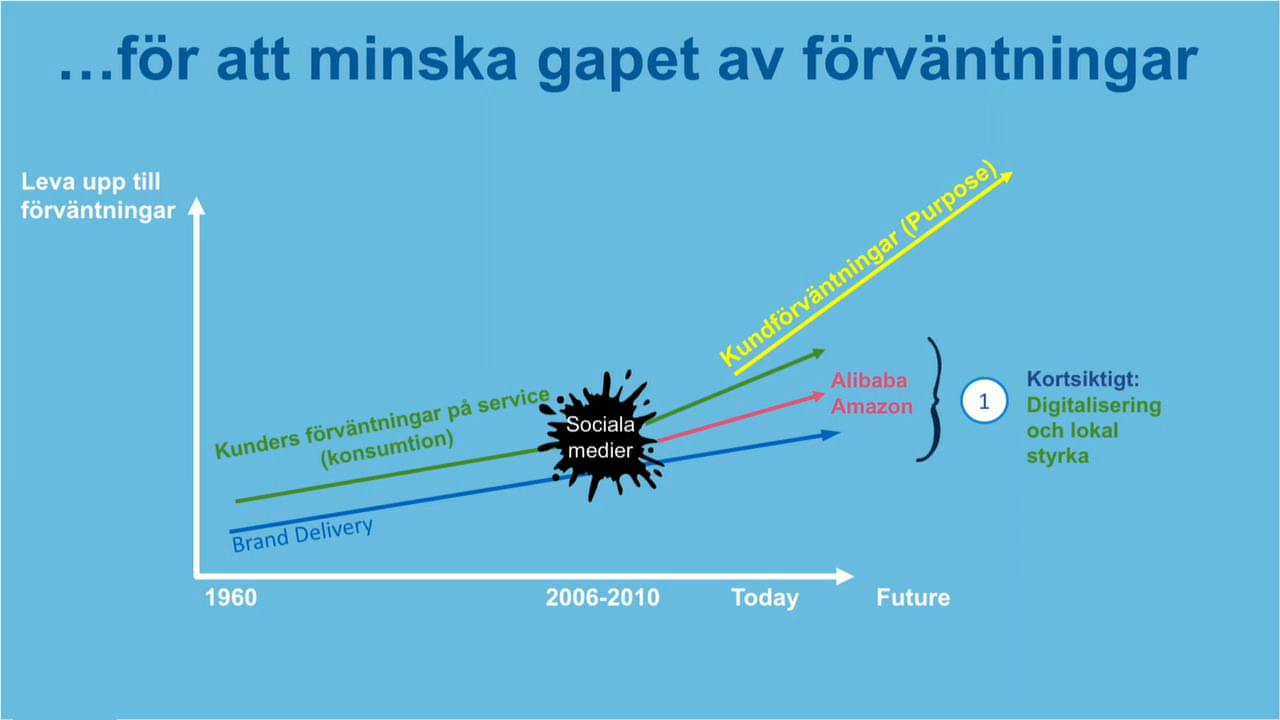 …för att minska gapet av förväntningar
Leva upp till
förväntningar
Kundförväntningar (Purpose)
Kunders förväntningar på service
(konsumtion)
Sociala
medier
Alibaba
Amazon
1
Kortsiktigt:
Digitalisering
och lokal
styrka
Brand Delivery
1960
2006-2010
Today
Future